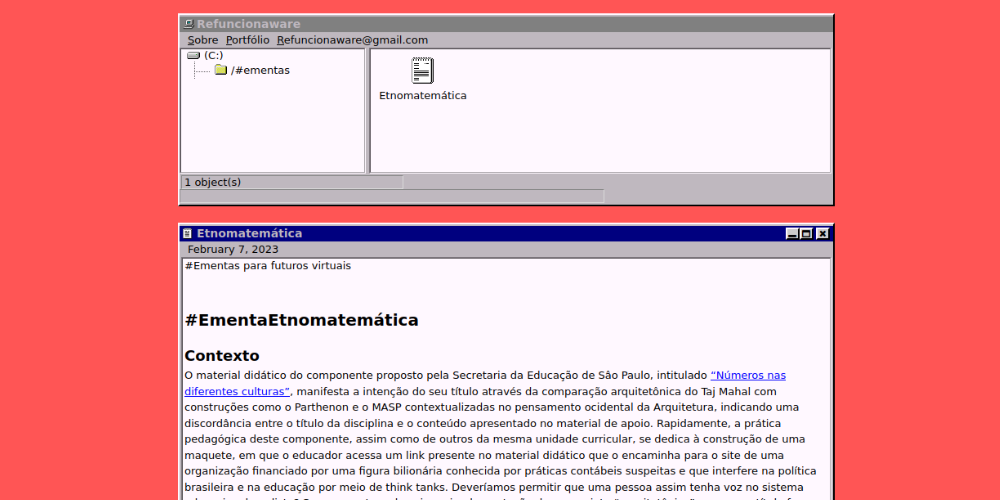 Refuncionaware
Sobre Portfólio Refuncionaware@gmail.com
(C:)
/#ementas
Etnomatemática
1 object(s)
Etnomatemática
February 7, 2023
#Ementas para futuros virtuais
#EmentaEtnomatemática
Contexto
O material didático do componente proposto pela Secretaria da Educação de São Paulo, intitulado “Números nas
diferentes culturas”, manifesta a intenção do seu título através da comparação arquitetônica do Taj Mahal com
construções como o Parthenon e o MASP contextualizadas no pensamento ocidental da Arquitetura, indicando uma
discordância entre o título da disciplina e o conteúdo apresentado no material de apoio. Rapidamente, a prática
pedagógica deste componente, assim como de outros da mesma unidade curricular, se dedica à construção de uma
maquete, em que o educador acessa um link presente no material didático que o encaminha para o site de uma
organização financiado por uma figura bilionária conhecida por práticas contábeis suspeitas e que interfere na política
brasileira e na educação por meio de think tanks. Deveríamos permitir que uma pessoa assim tenha voz no sistema